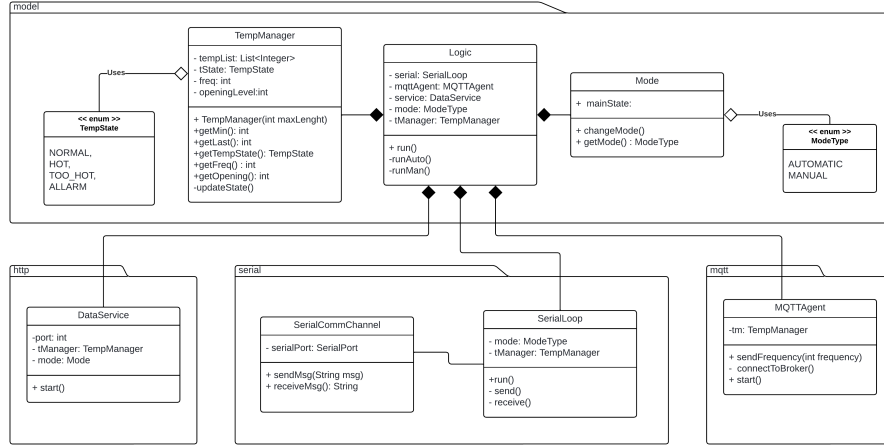 model
TempManager
- tempList: List<Integer>
- tState: TempState
- freq: int
- openingLevel:int
+ TempManager(int maxLenght)
+getMin(): int
+getLast(): int
+getTempState(): TempState
+getFreq() : int
+getOpening(): int
-updateState()
Uses
<< enum >>
TempState
NORMAL,
HOT,
TOO_HOT,
ALLARM
Logic
- serial: SerialLoop
- mqttAgent: MQTTAgent
- service: DataService
- mode: ModeType
- tManager: TempManager
+ run()
-runAuto()
-runMan()
Mode
+ mainState:
+ changeMode()
+ getMode() : ModeType
Uses
<< enum >>
ModeType
AUTOMATIC
MANUAL
http
DataService
-port: int
- tManager: TempManager
- mode: Mode
+ start()
serial
SerialCommChannel
- serialPort: SerialPort
+ sendMsg(String msg)
+ receiveMsg(): String
SerialLoop
- mode: ModeType
- tManager: TempManager
+run()
- send()
- receive()
mqtt
MQTTAgent
-tm: TempManager
+ sendFrequency(int frequency)
- connectToBroker()
+ start()